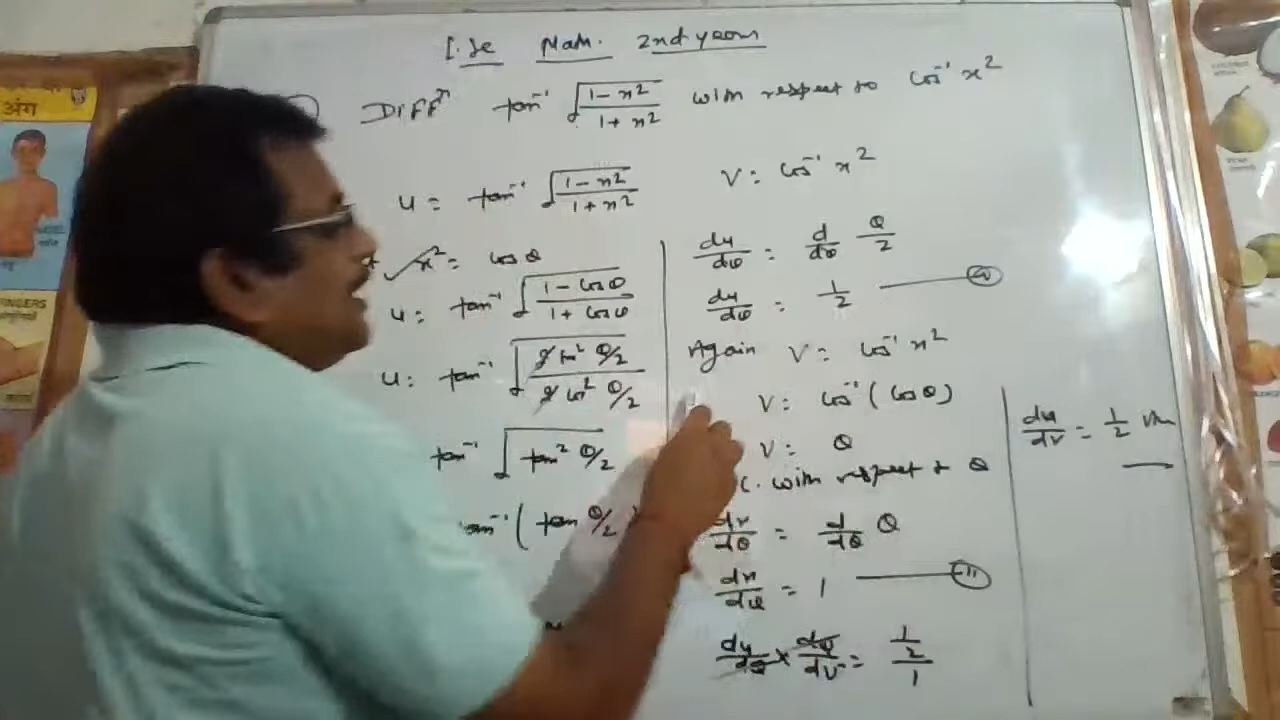 I. Sc Math. 2nd year
Diffn tan⁻¹ √(1 - x²)/(1 + x²) with respect to cos⁻¹ x²
u = tan⁻¹ √(1 - x²)/(1 + x²)
x² = cos θ
u = tan⁻¹ √(1 - cos θ)/(1 + cos θ)
u = tan⁻¹ √(2 sin² θ/2)/(2 cos² θ/2)
tan⁻¹ √tan² θ/2
tan⁻¹ ( tan θ/2
V = cos⁻¹ x²
du/dθ = d/dθ θ/2
du/dθ = 1/2
Again V = cos⁻¹ x²
V = cos⁻¹ (cos θ)
V = θ
. with respect to θ
dv/dθ = d/dθ θ
dv/dθ = 1 — (ii)
du/dθ × dθ/dv = 1/2/1
du/dv = 1/2
अंग
FINGERS